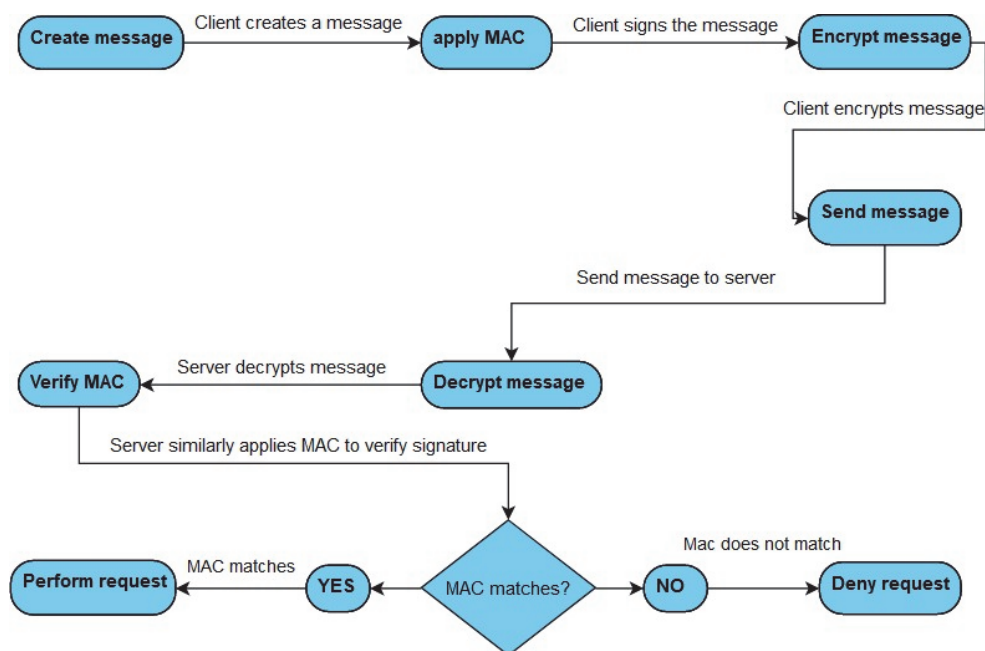 Create message
Client creates a message
apply MAC
Client signs the message
Encrypt message
Client encrypts message
Send message
Send message to server
Decrypt message
Server decrypts message
Verify MAC
Server similarly applies MAC to verify signature
MAC matches?
YES
MAC matches
Perform request
NO
Mac does not match
Deny request